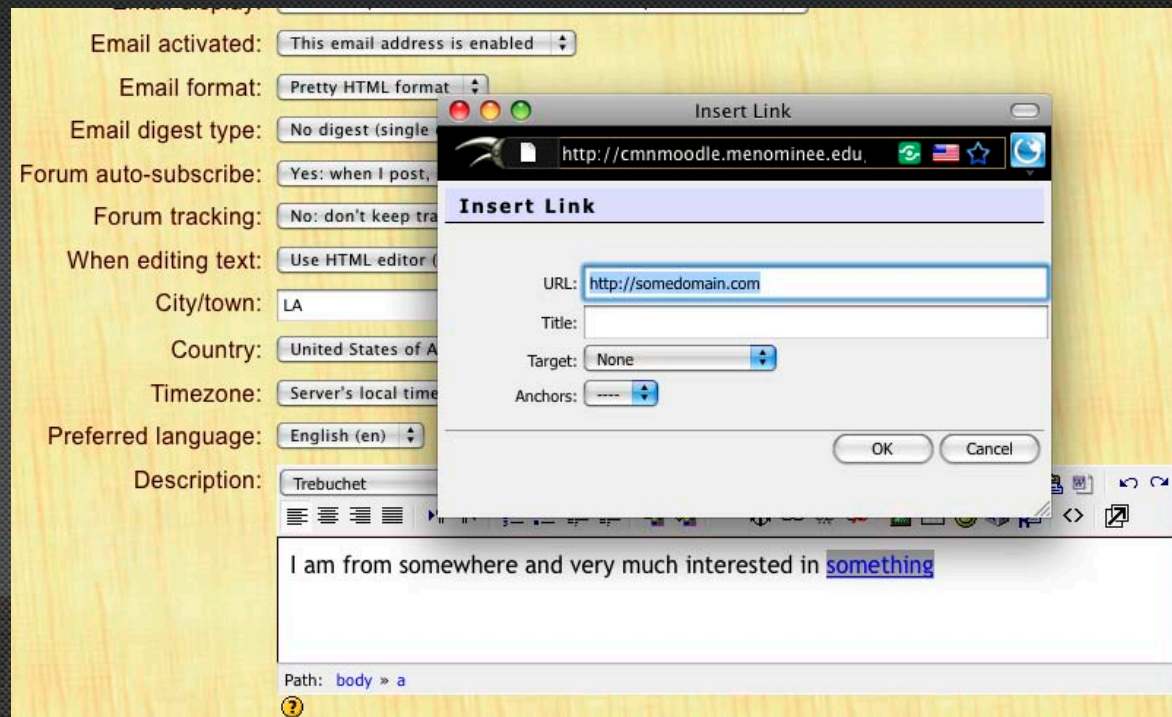 Email display:
Email activated: This email address is enabled
Email format: Pretty HTML format
Email digest type: No digest (single
Forum auto-subscribe: Yes: when I post,
Forum tracking: No: don't keep tra
When editing text: Use HTML editor (
City/town: LA
Country: United States of A
Timezone: Server's local time
Preferred language: English (en)
Description: Trebuchet
Insert Link
http://cmnmoodle.menominee.edu
Insert Link
URL: http://somedomain.com
Title:
Target: None
Anchors: ----
OK Cancel
I am from somewhere and very much interested in something
Path: body » a
?